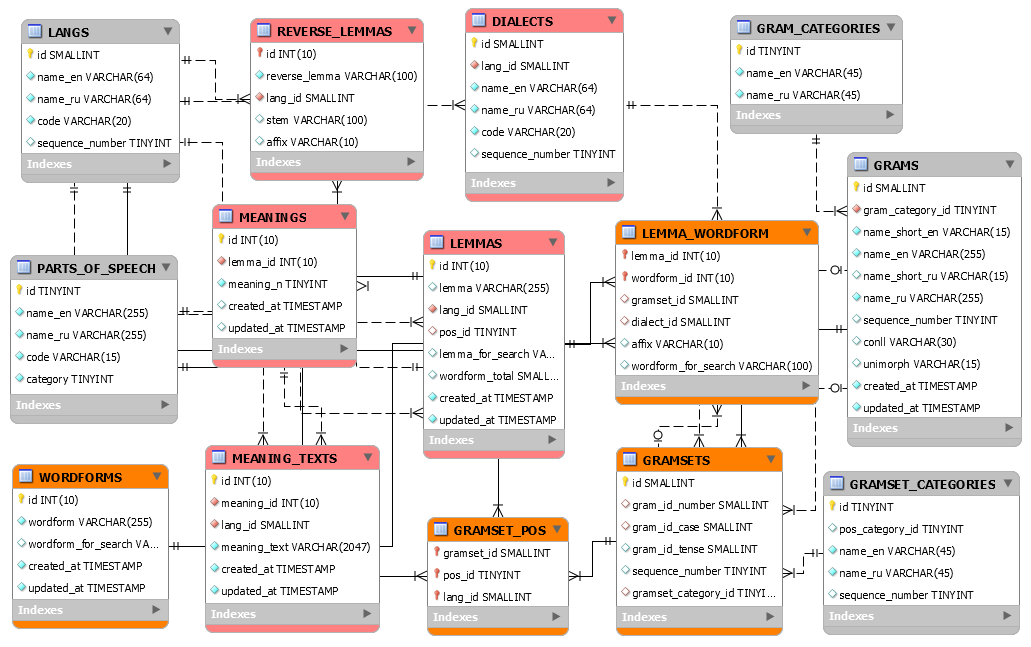 LANGS
id SMALLINT
name_en VARCHAR(64)
name_ru VARCHAR(64)
code VARCHAR(20)
sequence_number TINYINT
Indexes
REVERSE_LEMMAS
id INT(10)
reverse_lemma VARCHAR(100)
lang_id SMALLINT
stem VARCHAR(100)
affix VARCHAR(10)
Indexes
DIALECTS
id SMALLINT
lang_id SMALLINT
name_en VARCHAR(64)
name_ru VARCHAR(64)
code VARCHAR(20)
sequence_number TINYINT
Indexes
GRAM_CATEGORIES
id TINYINT
name_en VARCHAR(45)
name_ru VARCHAR(45)
Indexes
GRAMS
id SMALLINT
gram_category_id TINYINT
name_short_en VARCHAR(15)
name_en VARCHAR(255)
name_short_ru VARCHAR(15)
name_ru VARCHAR(255)
sequence_number TINYINT
conll VARCHAR(30)
unimorph VARCHAR(15)
created_at TIMESTAMP
updated_at TIMESTAMP
Indexes
PARTS_OF_SPEECH
id TINYINT
name_en VARCHAR(255)
name_ru VARCHAR(255)
code VARCHAR(15)
category TINYINT
Indexes
MEANINGS
id INT(10)
lemma_id INT(10)
meaning_n TINYINT
created_at TIMESTAMP
updated_at TIMESTAMP
Indexes
LEMMAS
id INT(10)
lemma VARCHAR(255)
lang_id SMALLINT
pos_id TINYINT
lemma_for_search VA...
wordform_total SMALL...
created_at TIMESTAMP
updated_at TIMESTAMP
Indexes
LEMMA_WORDFORM
lemma_id INT(10)
wordform_id INT(10)
gramset_id SMALLINT
dialect_id SMALLINT
affix VARCHAR(10)
wordform_for_search VARCHAR(100)
Indexes
WORDFORMS
id INT(10)
wordform VARCHAR(255)
wordform_for_search VA...
created_at TIMESTAMP
updated_at TIMESTAMP
Indexes
MEANING_TEXTS
id INT(10)
meaning_id INT(10)
lang_id SMALLINT
meaning_text VARCHAR(2047)
created_at TIMESTAMP
updated_at TIMESTAMP
Indexes
GRAMSET_POS
gramset_id SMALLINT
pos_id TINYINT
lang_id SMALLINT
Indexes
GRAMSETS
id SMALLINT
gram_id_number SMALLINT
gram_id_case SMALLINT
gram_id_tense SMALLINT
sequence_number TINYINT
gramset_category_id TINYI...
Indexes
GRAMSET_CATEGORIES
id TINYINT
pos_category_id TINYINT
name_en VARCHAR(45)
name_ru VARCHAR(45)
sequence_number TINYINT
Indexes